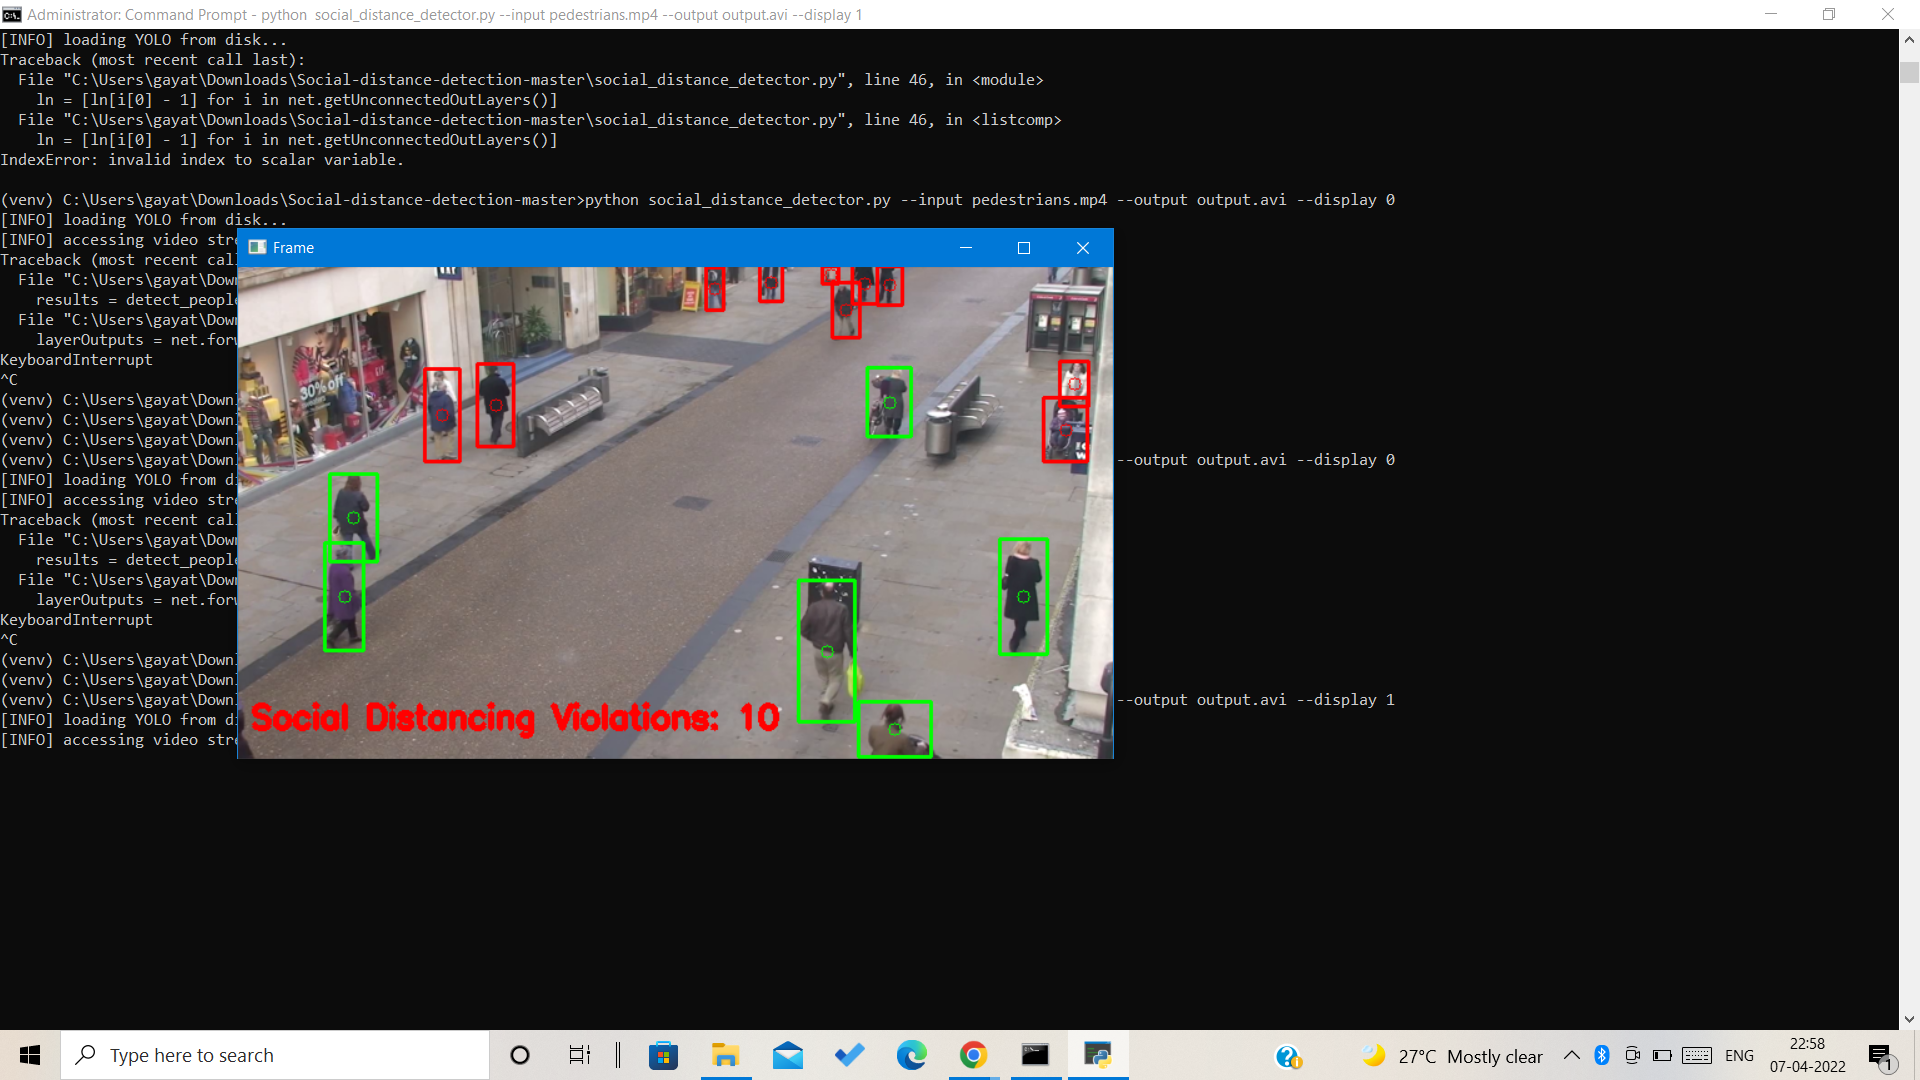 Administrator: Command Prompt - python  social_distance_detector.py --input pedestrians.mp4 --output output.avi --display 1
[INFO] loading YOLO from disk...
Traceback (most recent call last):
File "C:\Users\gayat\Downloads\Social-distance-detection-master\social_distance_detector.py", line 46, in <module>
ln = [ln[i[0] - 1] for i in net.getUnconnectedOutLayers()]
File "C:\Users\gayat\Downloads\Social-distance-detection-master\social_distance_detector.py", line 46, in <listcomp>
ln = [ln[i[0] - 1] for i in net.getUnconnectedOutLayers()]
IndexError: invalid index to scalar variable.
(venv) C:\Users\gayat\Downloads\Social-distance-detection-master>python social_distance_detector.py --input pedestrians.mp4 --output output.avi --display 0
[INFO] loading YOLO from disk...
[INFO] accessing video stre
Traceback (most recent cal
File "C:\Users\gayat\Dow
results = detect_people
File "C:\Users\gayat\Dow
layerOutputs = net.forw
KeyboardInterrupt
^C
(venv) C:\Users\gayat\Down
(venv) C:\Users\gayat\Down
(venv) C:\Users\gayat\Down
(venv) C:\Users\gayat\Down --output output.avi --display 0
[INFO] loading YOLO from d
[INFO] accessing video stre
Traceback (most recent cal
File "C:\Users\gayat\Dow
results = detect_people
File "C:\Users\gayat\Dow
layerOutputs = net.forw
KeyboardInterrupt
^C
(venv) C:\Users\gayat\Down
(venv) C:\Users\gayat\Down
(venv) C:\Users\gayat\Down --output output.avi --display 1
[INFO] loading YOLO from d
[INFO] accessing video stre
Frame
30% off
Social Distancing Violations: 10
Type here to search
27°C Mostly clear
ENG
22:58
07-04-2022
1